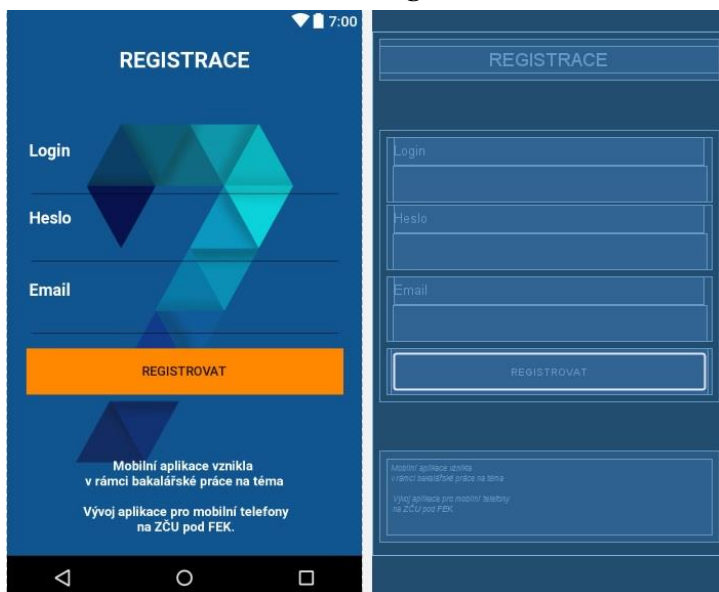 7:00
REGISTRACE
Login
Heslo
Email
REGISTROVAT
Mobilní aplikace vznikla
v rámci bakalářské práce na téma
Vývoj aplikace pro mobilní telefony
na ZČU pod FEK.
REGISTRACE
Login
Heslo
Email
REGISTROVAT
Mobilní aplikace vznikla
v rámci bakalářské práce na téma
Vývoj aplikace pro mobilní telefony
na ZČU pod FEK